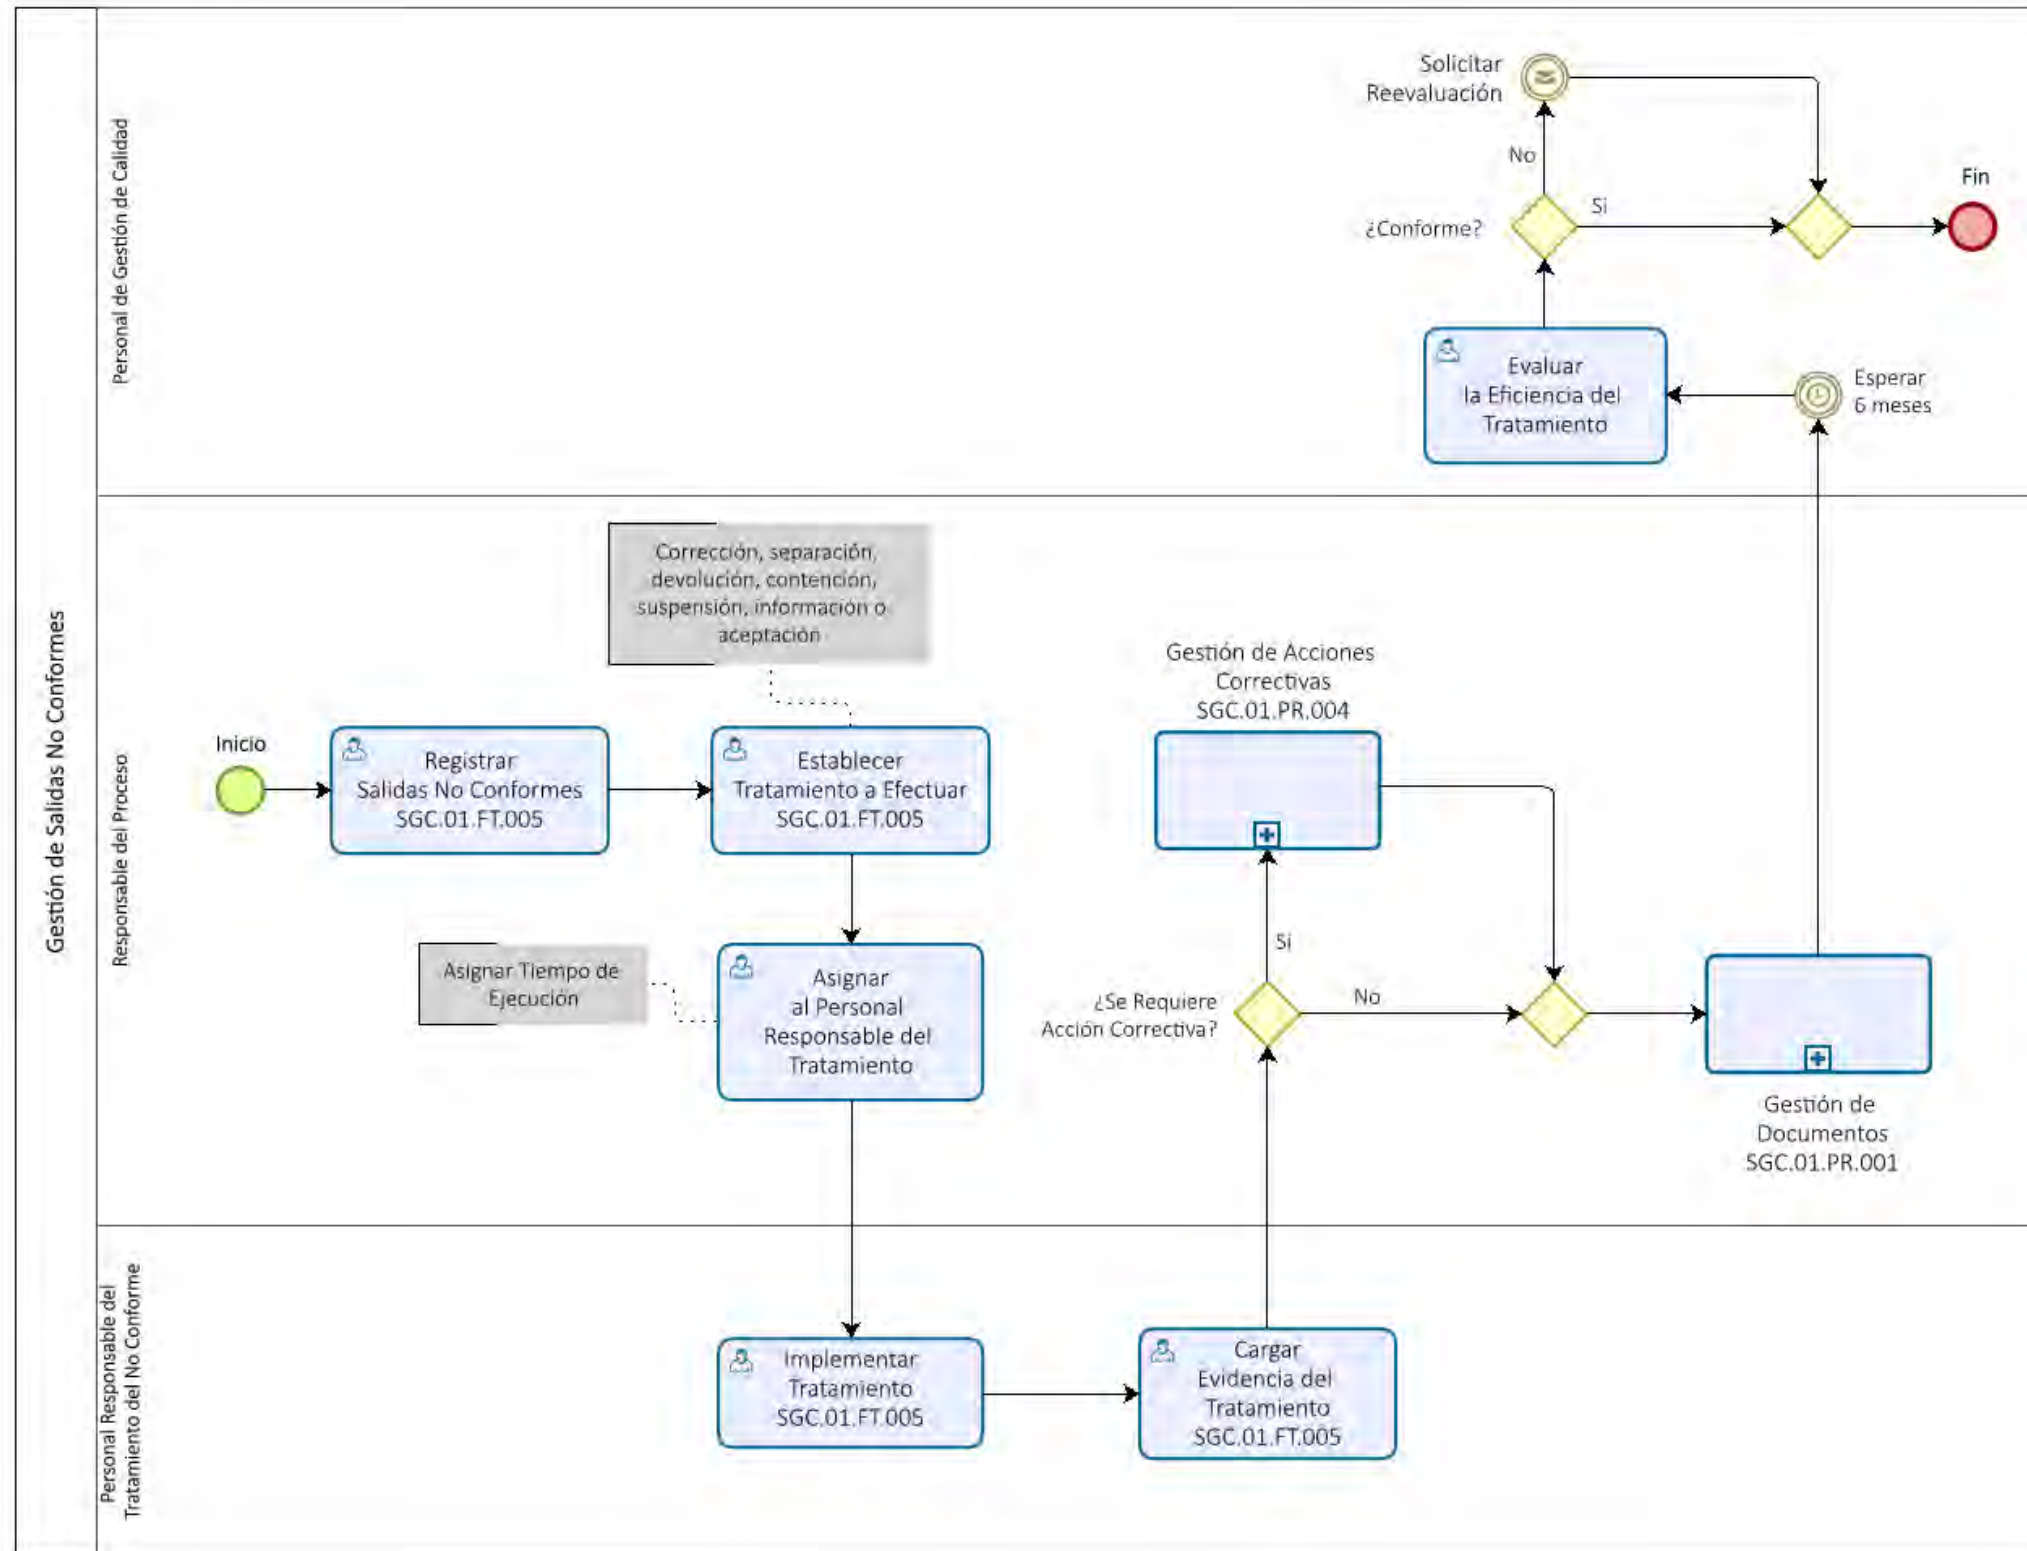 Gestión de Salidas No Conformes
Personal de Gestión de Calidad
Solicitar
Reevaluación
No
¿Conforme?
Si
Fin
Evaluar
la Eficiencia del
Tratamiento
Esperar
6 meses
Responsable del Proceso
Corrección, separación,
devolución, contención,
suspensión, información o
aceptación
Inicio
Registrar
Salidas No Conformes
SGC.01.FT.005
Establecer
Tratamiento a Efectuar
SGC.01.FT.005
Asignar Tiempo de
Ejecución
Asignar
al Personal
Responsable del
Tratamiento
Gestión de Acciones
Correctivas
SGC.01.PR.004
Si
¿Se Requiere
Acción Correctiva?
No
Gestión de
Documentos
SGC.01.PR.001
Personal Responsable del
Tratamiento del No Conforme
Implementar
Tratamiento
SGC.01.FT.005
Cargar
Evidencia del
Tratamiento
SGC.01.FT.005